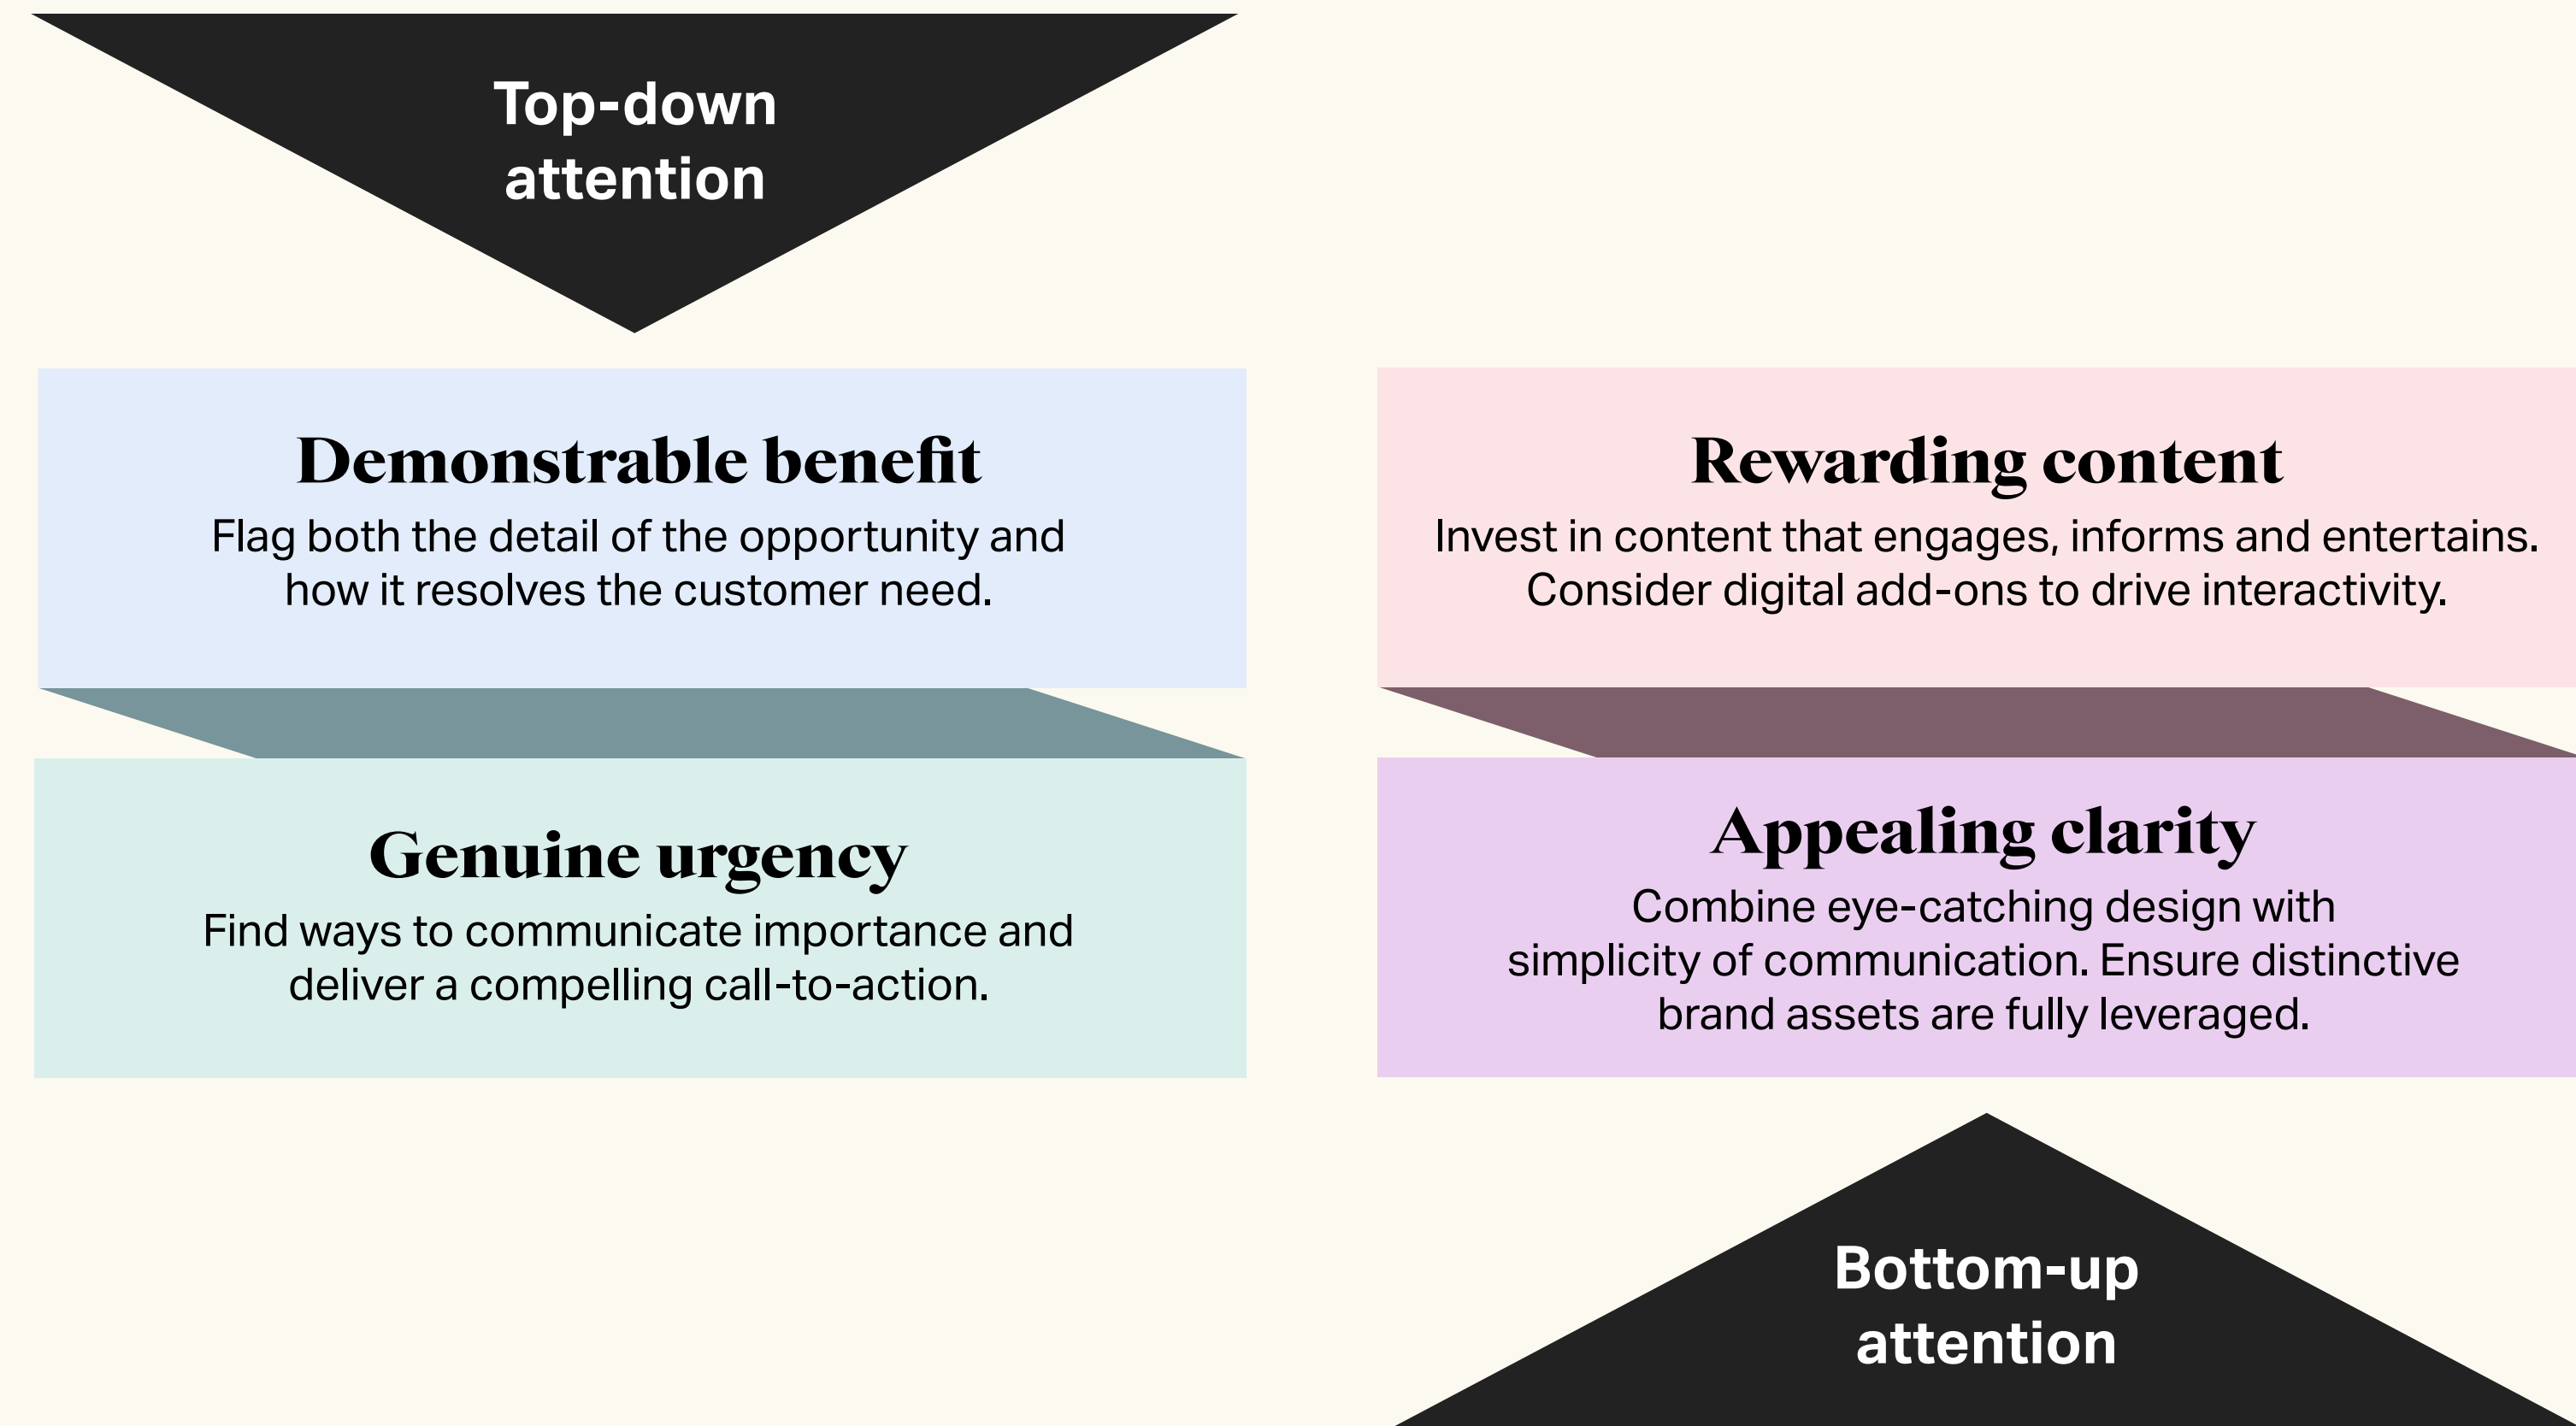 Top-down
attention
Demonstrable benefit
Flag both the detail of the opportunity and
how it resolves the customer need.
Genuine urgency
Find ways to communicate importance and
deliver a compelling call-to-action.
Rewarding content
Invest in content that engages, informs and entertains.
Consider digital add-ons to drive interactivity.
Appealing clarity
Combine eye-catching design with
simplicity of communication. Ensure distinctive
brand assets are fully leveraged.
Bottom-up
attention